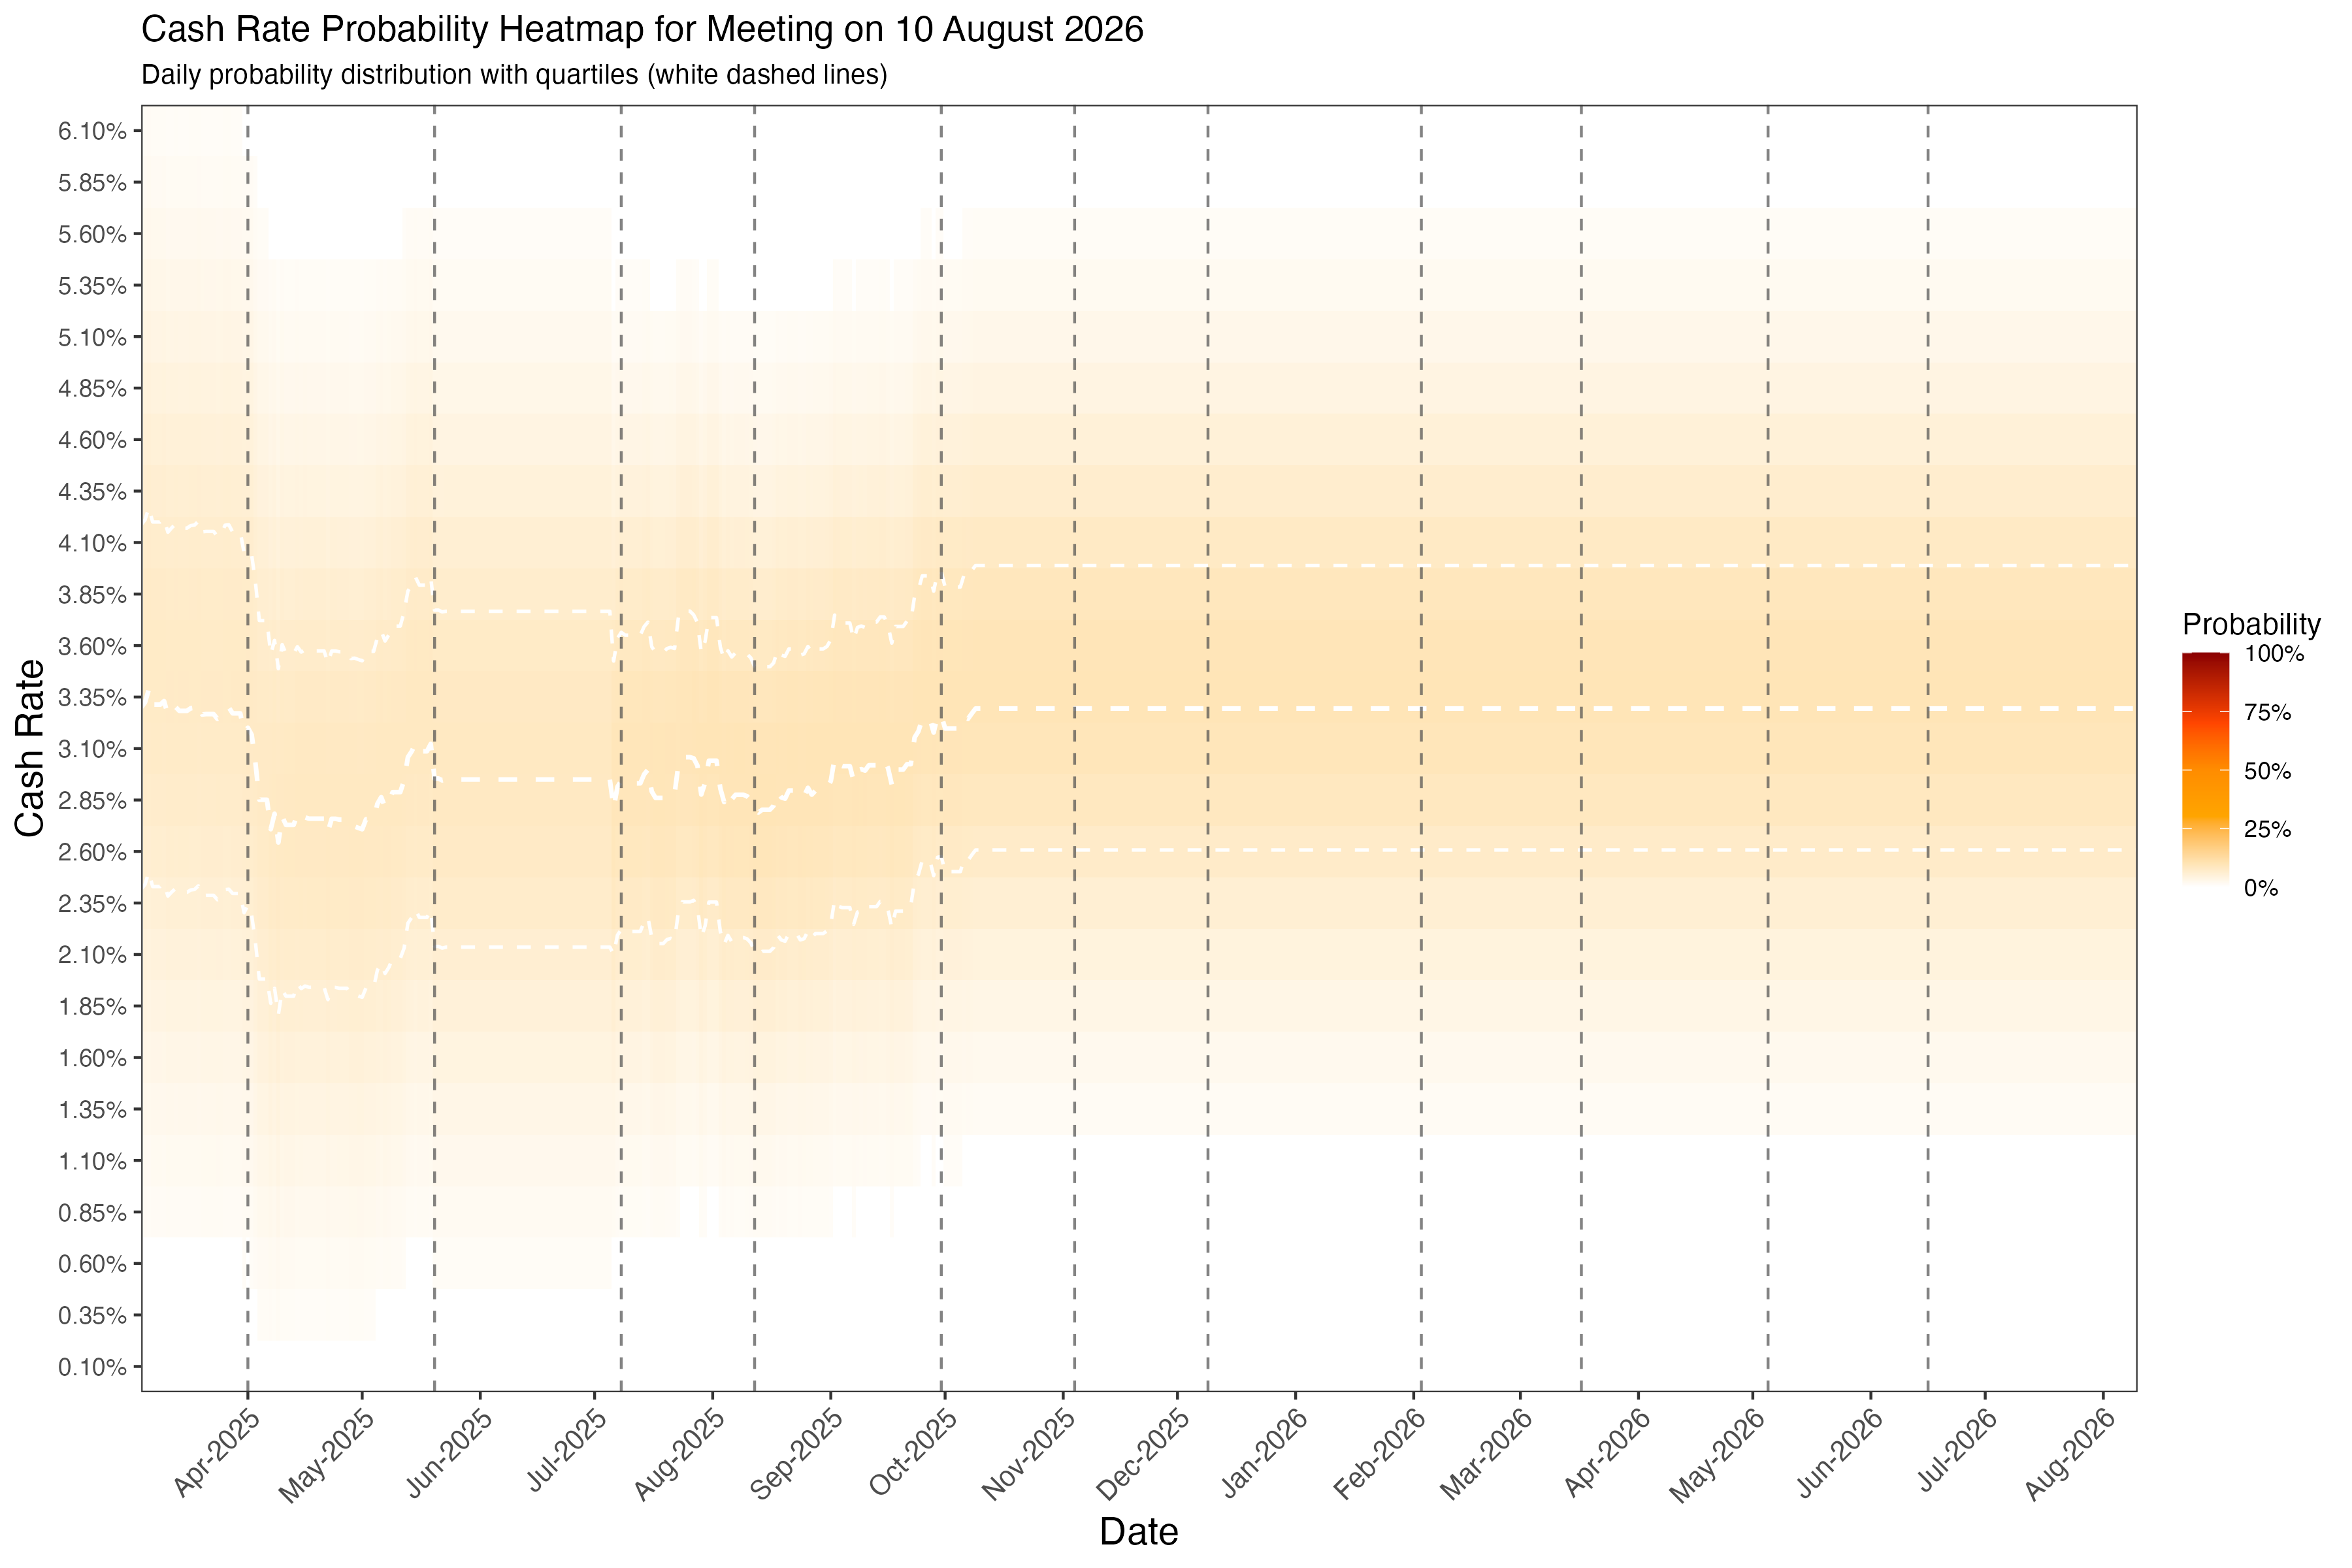 Cash Rate Probability Heatmap for Meeting on 10 August 2026
Daily probability distribution with quartiles (white dashed lines)
Cash Rate
6.10%
5.85%
5.60%
5.35%
5.10%
4.85%
4.60%
4.35%
4.10%
3.85%
3.60%
3.35%
3.10%
2.85%
2.60%
2.35%
2.10%
1.85%
1.60%
1.35%
1.10%
0.85%
0.60%
0.35%
0.10%
Apr-2025
May-2025
Jun-2025
Jul-2025
Aug-2025
Sep-2025
Oct-2025
Nov-2025
Dec-2025
Jan-2026
Feb-2026
Mar-2026
Apr-2026
May-2026
Jun-2026
Jul-2026
Aug-2026
Date
Probability
100%
75%
50%
25%
0%